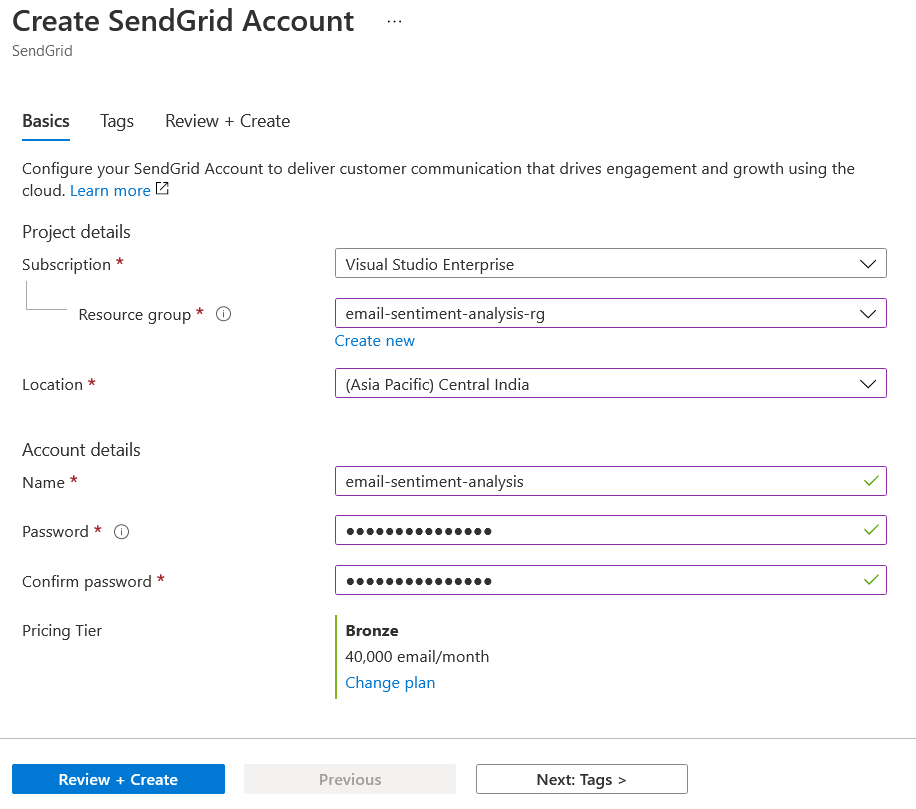 Create SendGrid Account ...
SendGrid
Basics Tags Review + Create
Configure your SendGrid Account to deliver customer communication that drives engagement and growth using the
cloud. Learn more
Project details
Subscription * Visual Studio Enterprise
Resource group * email-sentiment-analysis-rg
Create new
Location * (Asia Pacific) Central India
Account details
Name * email-sentiment-analysis
Password * ●●●●●●●●●●●●●●●
Confirm password * ●●●●●●●●●●●●●●●
Pricing Tier Bronze
40,000 email/month
Change plan
Review + Create Previous Next: Tags >